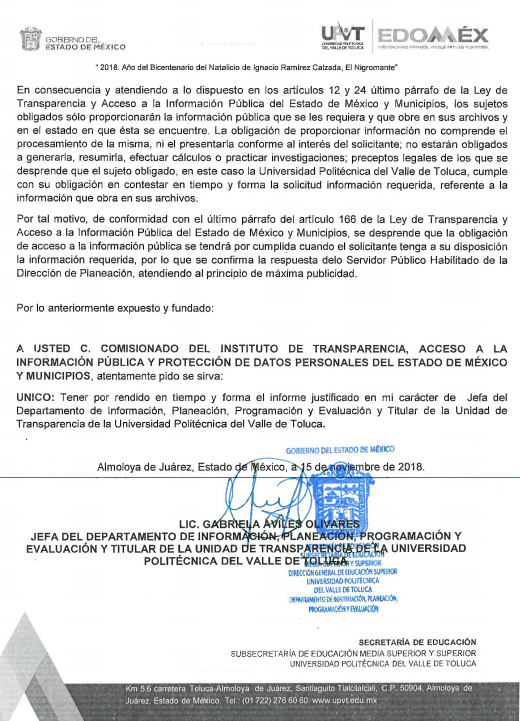 GOBIERNO DEL
ESTADO DE MÉXICO
UPVT
UNIVERSIDAD POLITÉCNICA
DEL VALLE DE TOLUCA
EDOMÉX
" 2018. Año del Bicentenario del Natalicio de Ignacio Ramírez Calzada, El Nigromante"
En consecuencia y atendiendo a lo dispuesto en los artículos 12 y 24 último párrafo de la Ley de
Transparencia y Acceso a la Información Pública del Estado de México y Municipios, los sujetos
obligados sólo proporcionarán la información pública que se les requiera y que obre en sus archivos y
en el estado en que ésta se encuentre. La obligación de proporcionar información no comprende el
procesamiento de la misma, ni el presentarla conforme al interés del solicitante; no estarán obligados
a generarla, resumirla, efectuar cálculos o practicar investigaciones; preceptos legales de los que se
desprende que el sujeto obligado, en este caso la Universidad Politécnica del Valle de Toluca, cumple
con su obligación en contestar en tiempo y forma la solicitud información requerida, referente a la
información que obra en sus archivos.
Por tal motivo, de conformidad con el último párrafo del artículo 166 de la Ley de Transparencia y
Acceso a la Información Pública del Estado de México y Municipios, se desprende que la obligación
de acceso a la información pública se tendrá por cumplida cuando el solicitante tenga a su disposición
la información requerida, por lo que se confirma la respuesta delo Servidor Público Habilitado de la
Dirección de Planeación, atendiendo al principio de máxima publicidad.
Por lo anteriormente expuesto y fundado:
A USTED C. COMISIONADO DEL INSTITUTO DE TRANSPARENCIA, ACCESO A LA
INFORMACIÓN PÚBLICA Y PROTECCIÓN DE DATOS PERSONALES DEL ESTADO DE MÉXICO
Y MUNICIPIOS, atentamente pido se sirva:
UNICO: Tener por rendido en tiempo y forma el informe justificado en mi carácter de Jefa del
Departamento de Información, Planeación, Programación y Evaluación y Titular de la Unidad de
Transparencia de la Universidad Politécnica del Valle de Toluca.
GOBIERNO DEL ESTADO DE MÉXICO
Almoloya de Juárez, Estado de México, a 15 de noviembre de 2018.
LIC. GABRIELA AVILES OLIVARES
JEFA DEL DEPARTAMENTO DE INFORMACIÓN, PLANEACIÓN, PROGRAMACIÓN Y
EVALUACIÓN Y TITULAR DE LA UNIDAD DE TRANSPARENCIA DE LA UNIVERSIDAD
POLITÉCNICA DEL VALLE DE TOLUCA
SUBSECRETARÍA DE EDUCACIÓN
MEDIA SUPERIOR Y SUPERIOR
DIRECCIÓN GENERAL DE EDUCACIÓN SUPERIOR
UNIVERSIDAD POLITÉCNICA
DEL VALLE DE TOLUCA
DEPARTAMENTO DE INFORMACIÓN, PLANEACIÓN,
PROGRAMACIÓN Y EVALUACIÓN
SECRETARÍA DE EDUCACIÓN
SUBSECRETARÍA DE EDUCACIÓN MEDIA SUPERIOR Y SUPERIOR
UNIVERSIDAD POLITÉCNICA DEL VALLE DE TOLUCA
Km 5.6 carretera Toluca-Almoloya de Juárez, Santiaguito Tlalcilalcali, C.P. 50904, Almoloya de
Juárez, Estado de México. Tel.: (01 722) 276 60 60. www.upvt.edu.mx